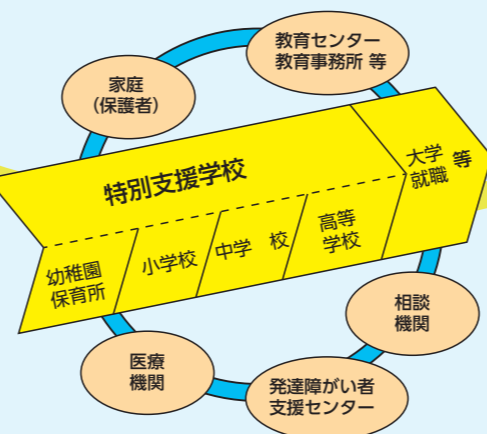 教育センター
教育事務所 等
家庭
（保護者）
特別支援学校
大学
就職 等
幼稚園
保育所
小学校
中学 校
高等
学校
相談
機関
医療
機関
発達障がい者
支援センター